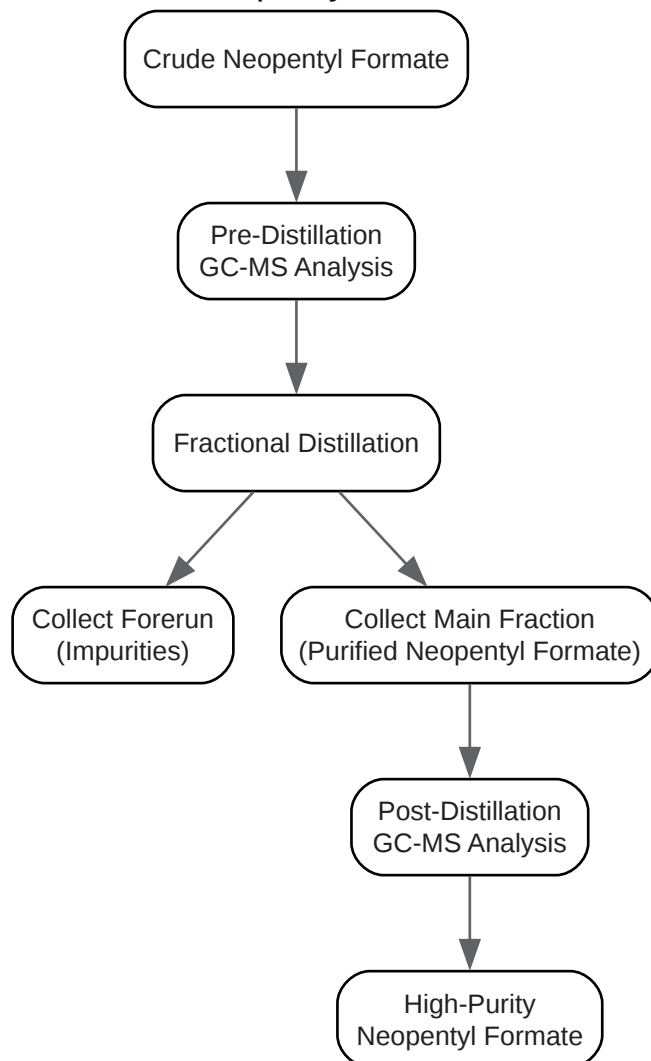 Crude Neopentyl Formate
Pre-Distillation
GC-MS Analysis
Fractional Distillation
Collect Forerun
(Impurities)
Collect Main Fraction
(Purified Neopentyl Formate)
Post-Distillation
GC-MS Analysis
High-Purity
Neopentyl Formate